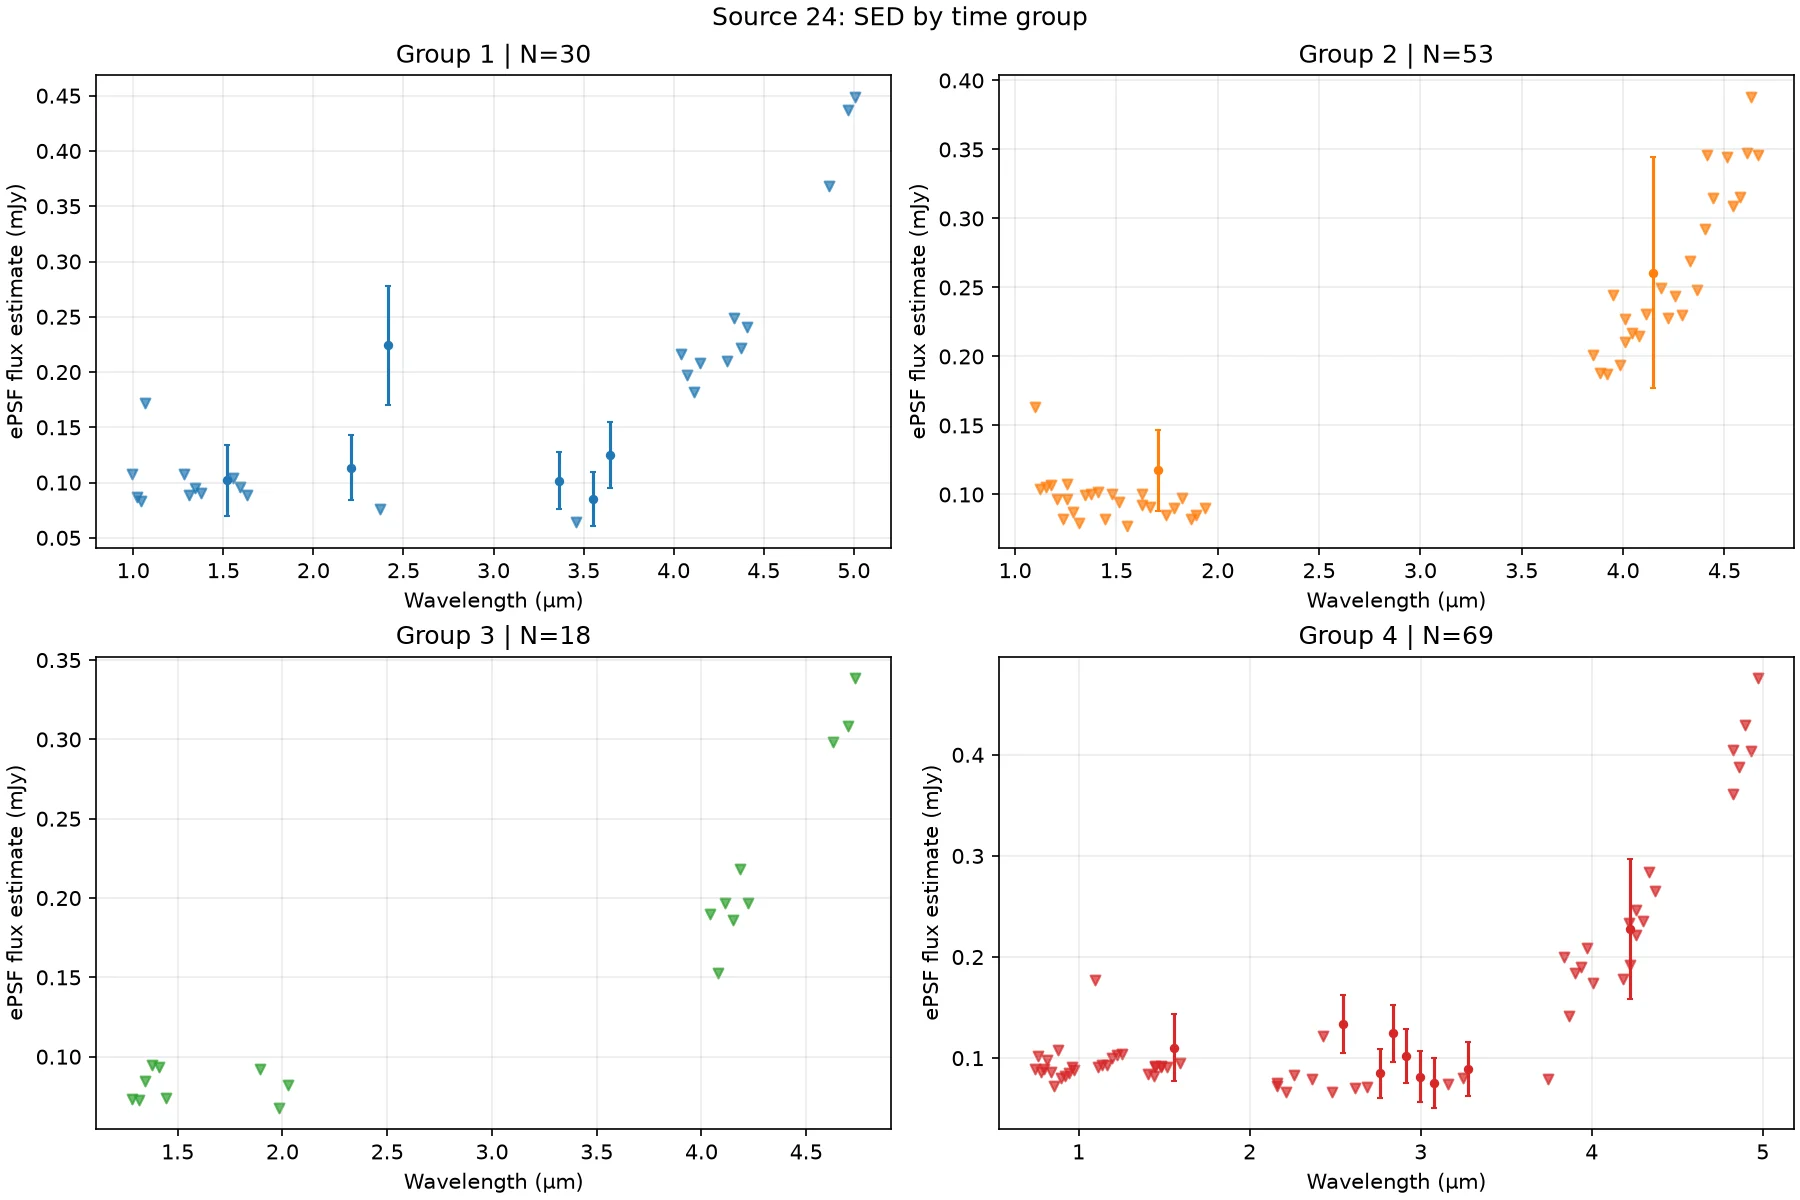 Source 24: SED by time group
Group 1 | N=30
ePSF flux estimate (mJy)
0.45
0.40
0.35
0.30
0.25
0.20
0.15
0.10
0.05
1.0 1.5 2.0 2.5 3.0 3.5 4.0 4.5 5.0
Wavelength (µm)
Group 2 | N=53
ePSF flux estimate (mJy)
0.40
0.35
0.30
0.25
0.20
0.15
0.10
1.0 1.5 2.0 2.5 3.0 3.5 4.0 4.5
Wavelength (µm)
Group 3 | N=18
ePSF flux estimate (mJy)
0.35
0.30
0.25
0.20
0.15
0.10
1.5 2.0 2.5 3.0 3.5 4.0 4.5
Wavelength (µm)
Group 4 | N=69
ePSF flux estimate (mJy)
0.4
0.3
0.2
0.1
1 2 3 4 5
Wavelength (µm)